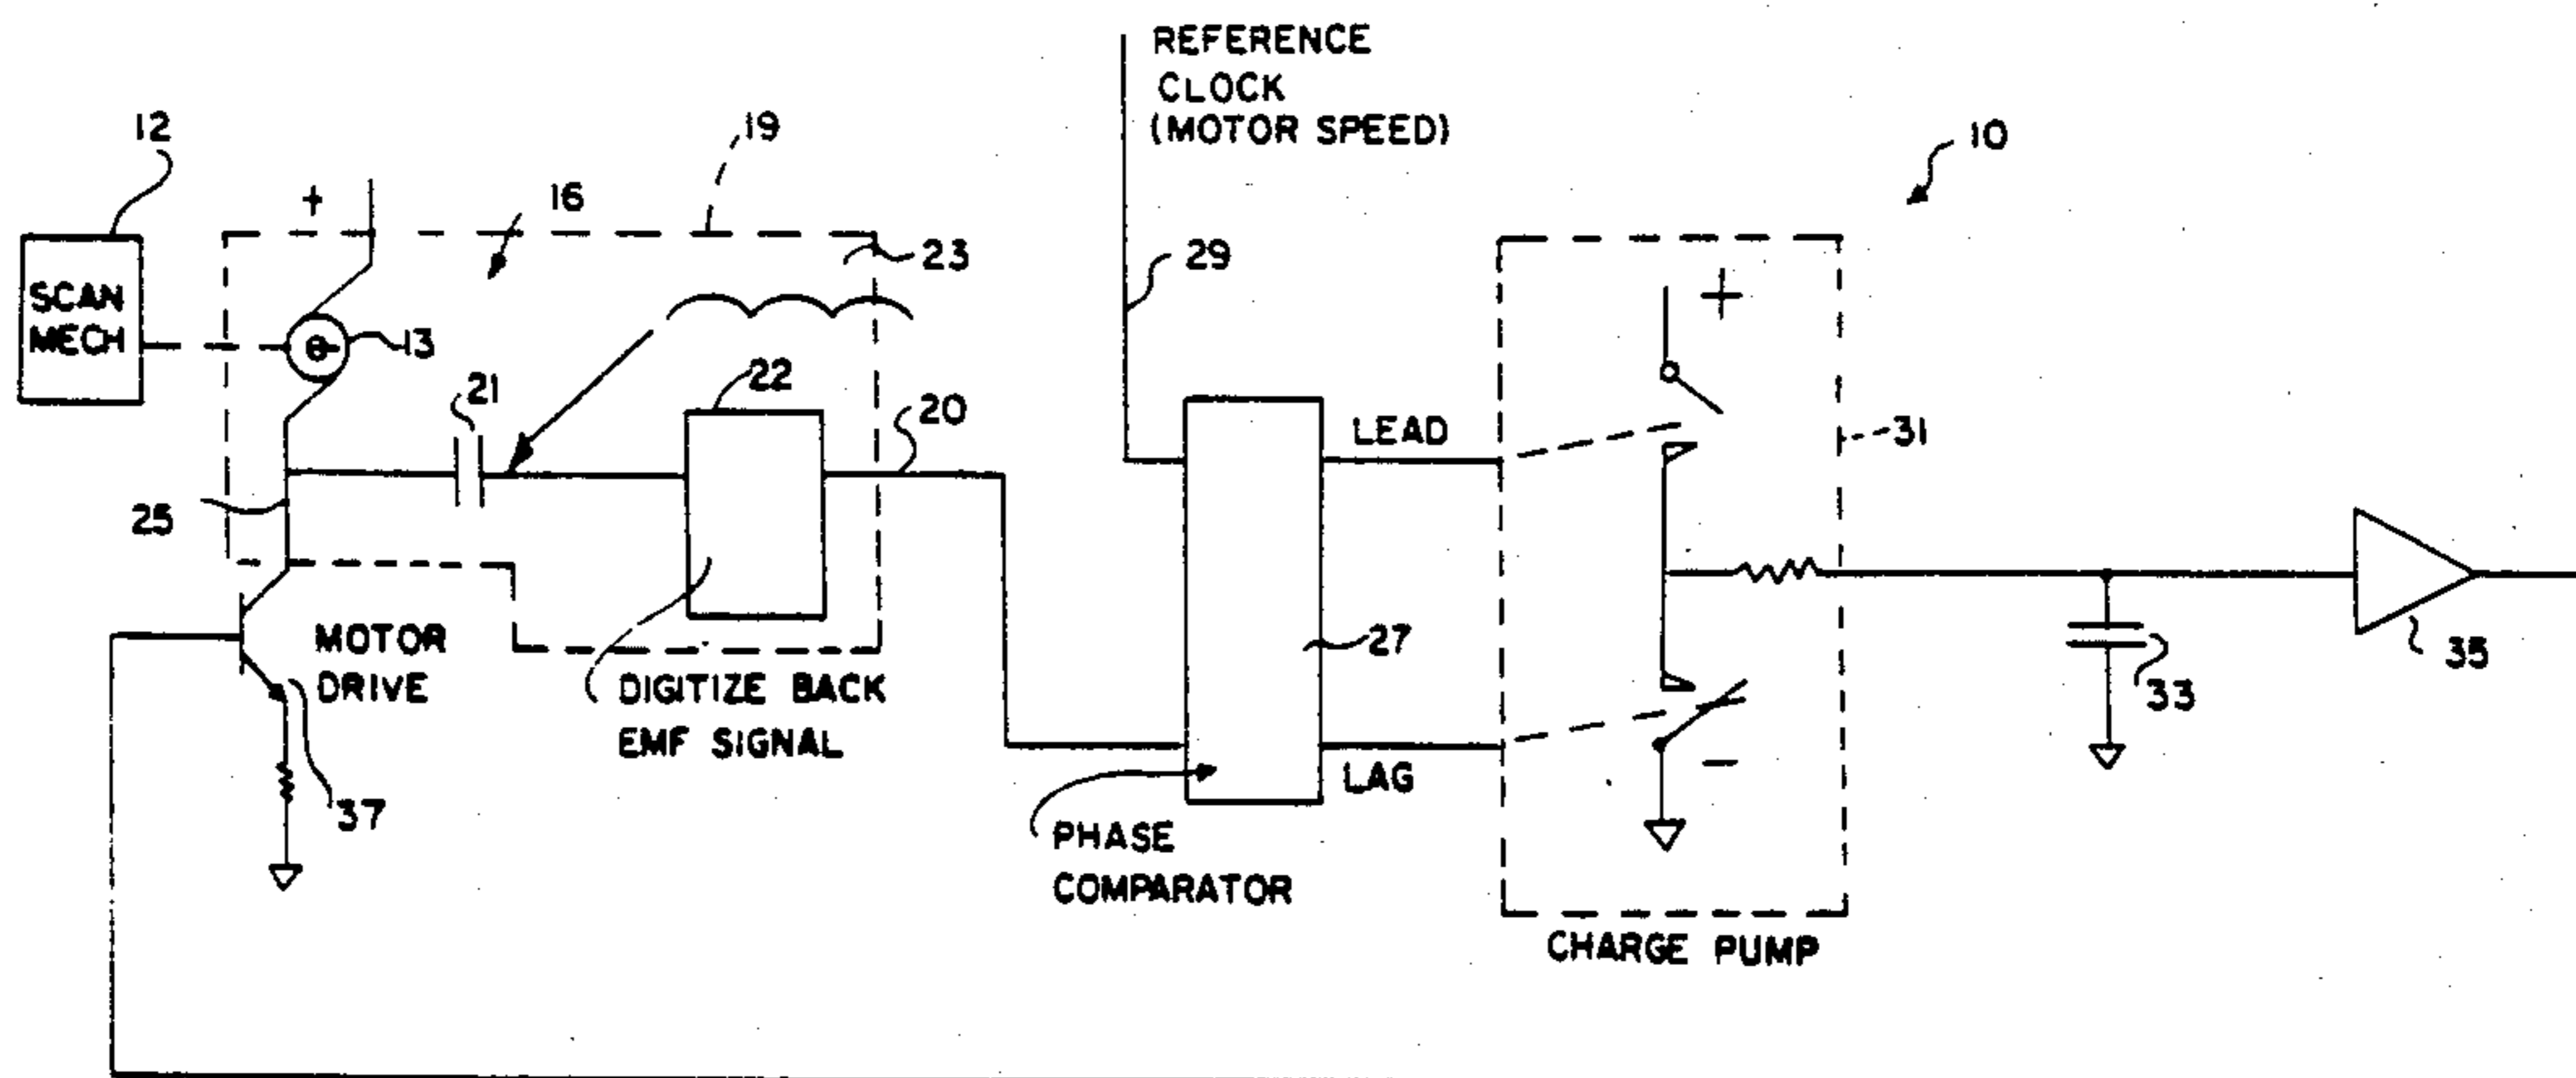 REFERENCE
CLOCK
(MOTOR SPEED)
12
19
10
+
16
23
29
SCAN
MECH
13
+
21
22
20
LEAD
31
25
MOTOR
DRIVE
27
35
33
DIGITIZE BACK
EMF SIGNAL
LAG
−
37
PHASE
COMPARATOR
CHARGE PUMP